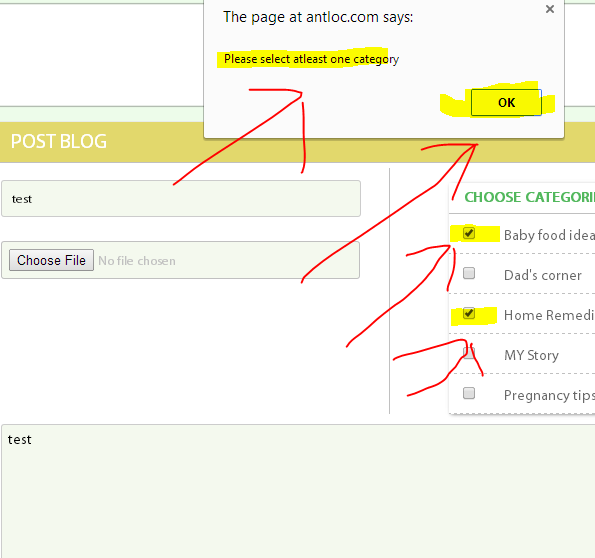 The page at antloc.com says:
Please select atleast one category
OK
POST BLOG
test
Choose File No file chosen
CHOOSE CATEGORI
Baby food idea
Dad's corner
Home Remedi
MY Story
Pregnancy tips
test